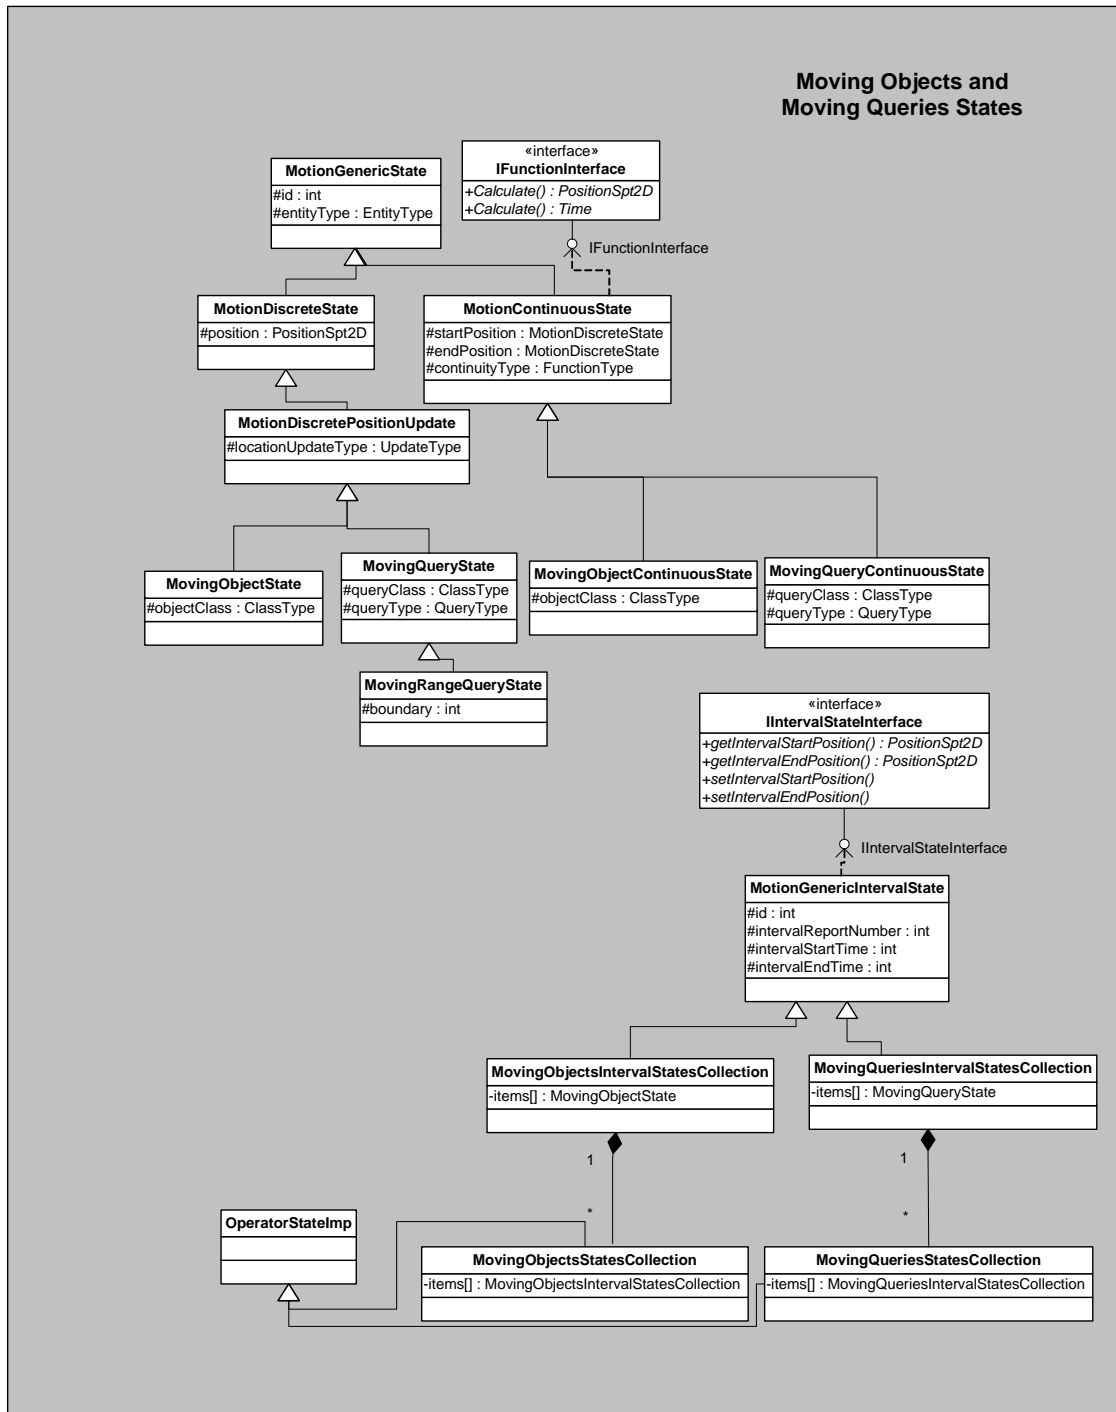 Moving Objects and
Moving Queries States
«interface»
IFunctionInterface
+Calculate() : PositionSpt2D
+Calculate() : Time
MotionGenericState
#id : int
#entityType : EntityType
IFunctionInterface
MotionDiscreteState
#position : PositionSpt2D
MotionContinuousState
#startPosition : MotionDiscreteState
#endPosition : MotionDiscreteState
#continuityType : FunctionType
MotionDiscretePositionUpdate
#locationUpdateType : UpdateType
MovingObjectState
#objectClass : ClassType
MovingQueryState
#queryClass : ClassType
#queryType : QueryType
MovingObjectContinuousState
#objectClass : ClassType
MovingQueryContinuousState
#queryClass : ClassType
#queryType : QueryType
MovingRangeQueryState
#boundary : int
«interface»
IIntervalStateInterface
+getIntervalStartPosition() : PositionSpt2D
+getIntervalEndPosition() : PositionSpt2D
+setIntervalStartPosition()
+setIntervalEndPosition()
IIntervalStateInterface
MotionGenericIntervalState
#id : int
#intervalReportNumber : int
#intervalStartTime : int
#intervalEndTime : int
MovingObjectsIntervalStatesCollection
-items[] : MovingObjectState
MovingQueriesIntervalStatesCollection
-items[] : MovingQueryState
1
1
*
*
OperatorStateImp
MovingObjectsStatesCollection
-items[] : MovingObjectsIntervalStatesCollection
MovingQueriesStatesCollection
-items[] : MovingQueriesIntervalStatesCollection